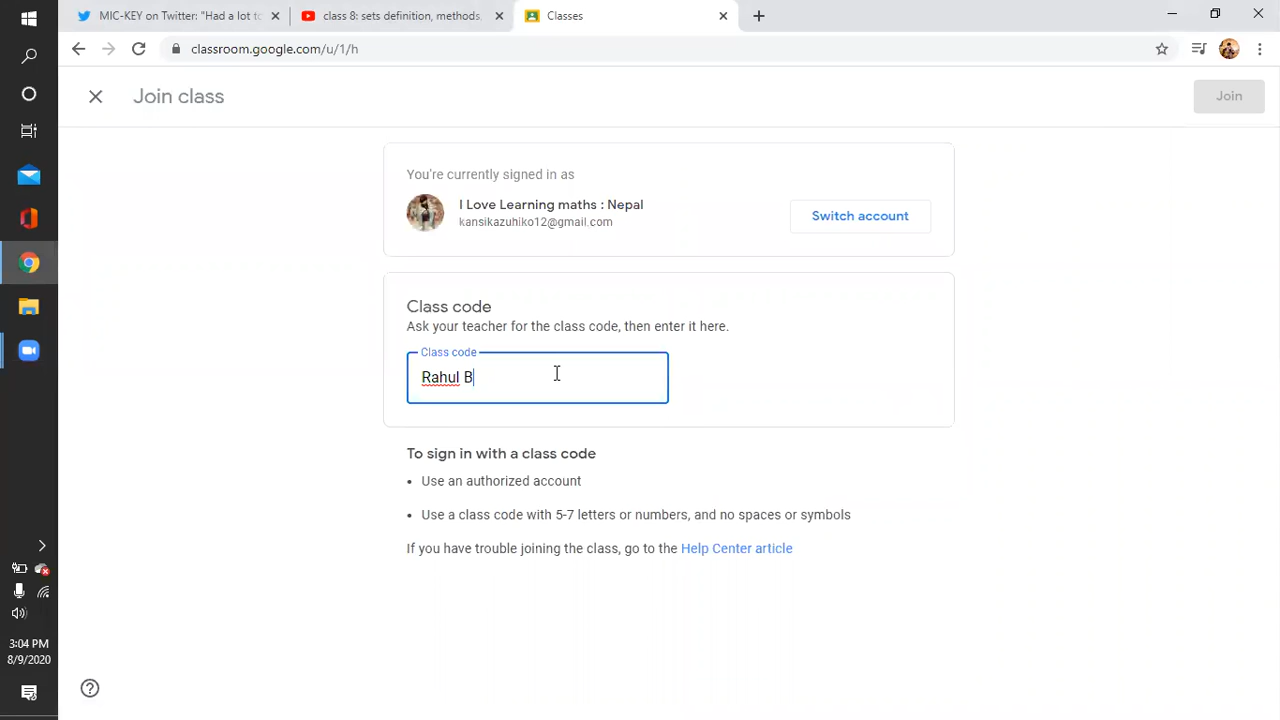 MIC-KEY on Twitter: "Had a lot to
class 8: sets definition, methods,
Classes
classroom.google.com/u/1/h
Join class
Join
You're currently signed in as
I Love Learning maths : Nepal
kansikazuhiko12@gmail.com
Switch account
Class code
Ask your teacher for the class code, then enter it here.
Class code
Rahul B
To sign in with a class code
• Use an authorized account
• Use a class code with 5-7 letters or numbers, and no spaces or symbols
If you have trouble joining the class, go to the Help Center article
3:04 PM
8/9/2020